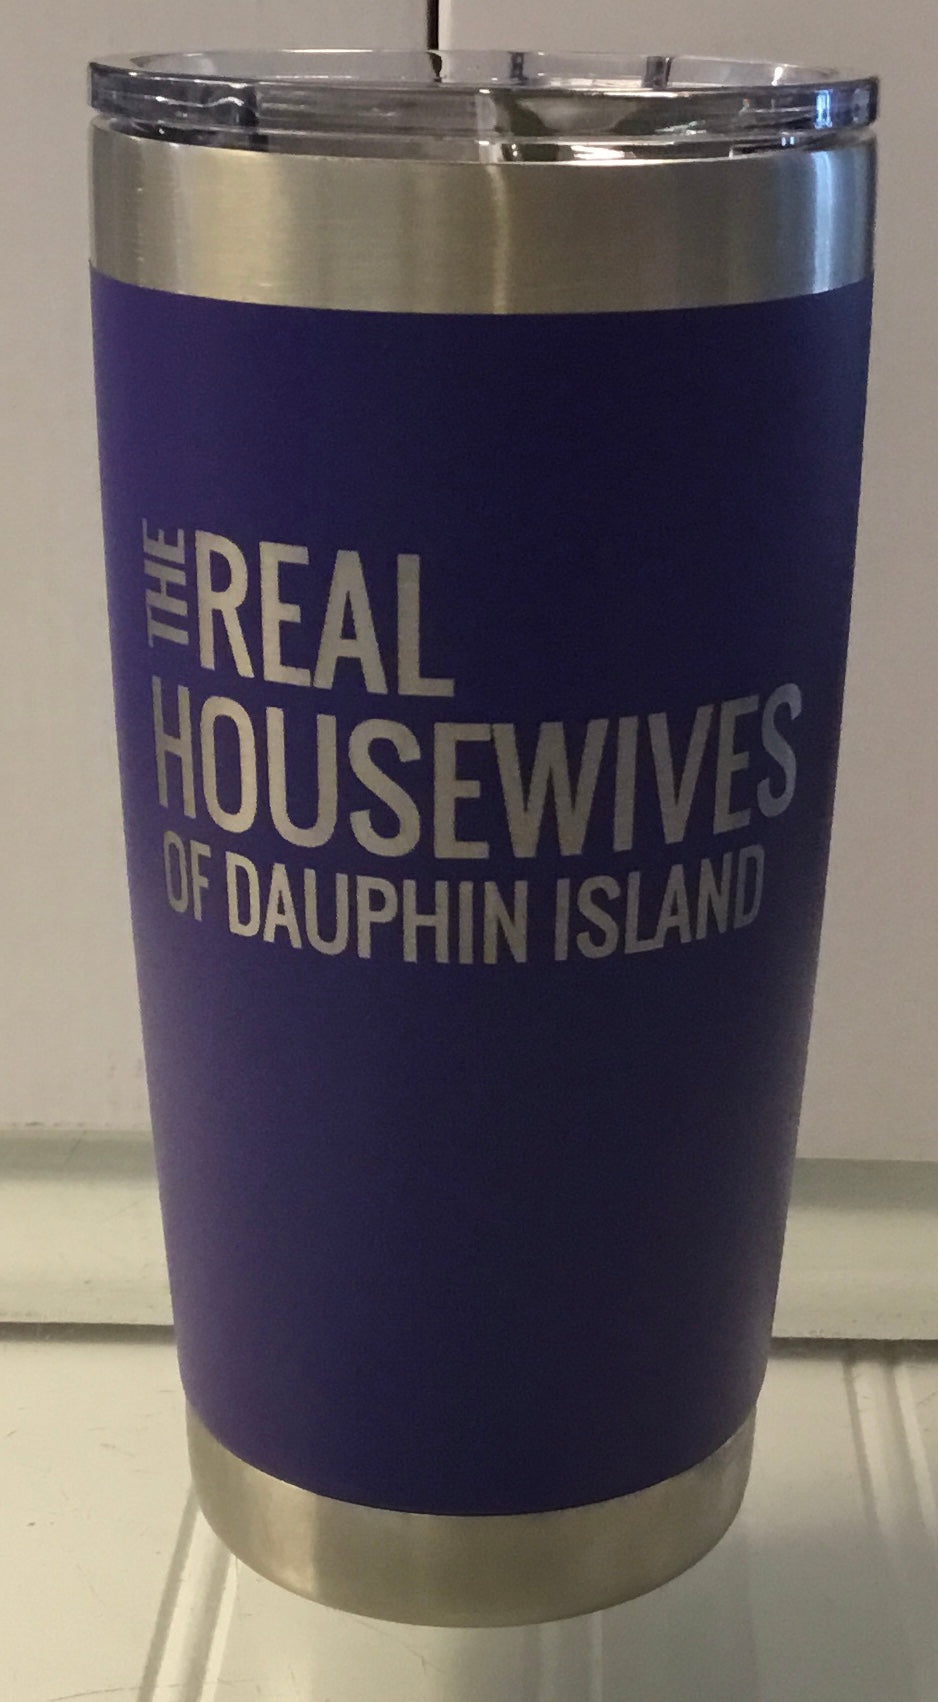 THE REAL
HOUSEWIVES
OF DAUPHIN ISLAND